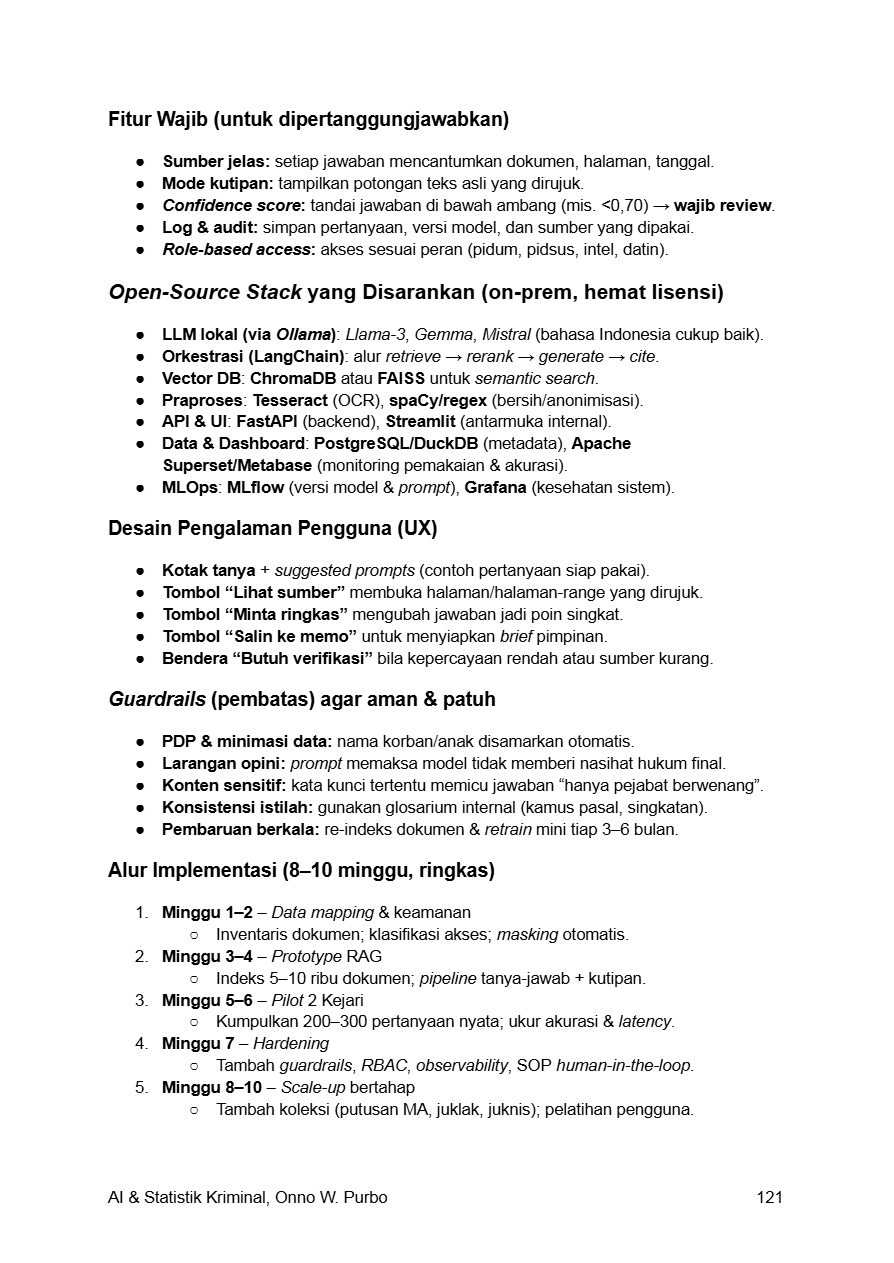 Fitur Wajib (untuk dipertanggungjawabkan)
● Sumber jelas: setiap jawaban mencantumkan dokumen, halaman, tanggal.
● Mode kutipan: tampilkan potongan teks asli yang dirujuk.
● Confidence score: tandai jawaban di bawah ambang (mis. <0,70) → wajib review.
● Log & audit: simpan pertanyaan, versi model, dan sumber yang dipakai.
● Role-based access: akses sesuai peran (pidum, pidsus, intel, datin).
Open-Source Stack yang Disarankan (on-prem, hemat lisensi)
● LLM lokal (via Ollama): Llama-3, Gemma, Mistral (bahasa Indonesia cukup baik).
● Orkestrasi (LangChain): alur retrieve → rerank → generate → cite.
● Vector DB: ChromaDB atau FAISS untuk semantic search.
● Praproses: Tesseract (OCR), spaCy/regex (bersih/anonimisasi).
● API & UI: FastAPI (backend), Streamlit (antarmuka internal).
● Data & Dashboard: PostgreSQL/DuckDB (metadata), Apache
Superset/Metabase (monitoring pemakaian & akurasi).
● MLOps: MLflow (versi model & prompt), Grafana (kesehatan sistem).
Desain Pengalaman Pengguna (UX)
● Kotak tanya + suggested prompts (contoh pertanyaan siap pakai).
● Tombol “Lihat sumber” membuka halaman/halaman-range yang dirujuk.
● Tombol “Minta ringkas” mengubah jawaban jadi poin singkat.
● Tombol “Salin ke memo” untuk menyiapkan brief pimpinan.
● Bendera “Butuh verifikasi” bila kepercayaan rendah atau sumber kurang.
Guardrails (pembatas) agar aman & patuh
● PDP & minimasi data: nama korban/anak disamarkan otomatis.
● Larangan opini: prompt memaksa model tidak memberi nasihat hukum final.
● Konten sensitif: kata kunci tertentu memicu jawaban “hanya pejabat berwenang”.
● Konsistensi istilah: gunakan glosarium internal (kamus pasal, singkatan).
● Pembaruan berkala: re-indeks dokumen & retrain mini tiap 3–6 bulan.
Alur Implementasi (8–10 minggu, ringkas)
1. Minggu 1–2 – Data mapping & keamanan
○ Inventaris dokumen; klasifikasi akses; masking otomatis.
2. Minggu 3–4 – Prototype RAG
○ Indeks 5–10 ribu dokumen; pipeline tanya-jawab + kutipan.
3. Minggu 5–6 – Pilot 2 Kejari
○ Kumpulkan 200–300 pertanyaan nyata; ukur akurasi & latency.
4. Minggu 7 – Hardening
○ Tambah guardrails, RBAC, observability, SOP human-in-the-loop.
5. Minggu 8–10 – Scale-up bertahap
○ Tambah koleksi (putusan MA, juklak, juknis); pelatihan pengguna.
AI & Statistik Kriminal, Onno W. Purbo 121